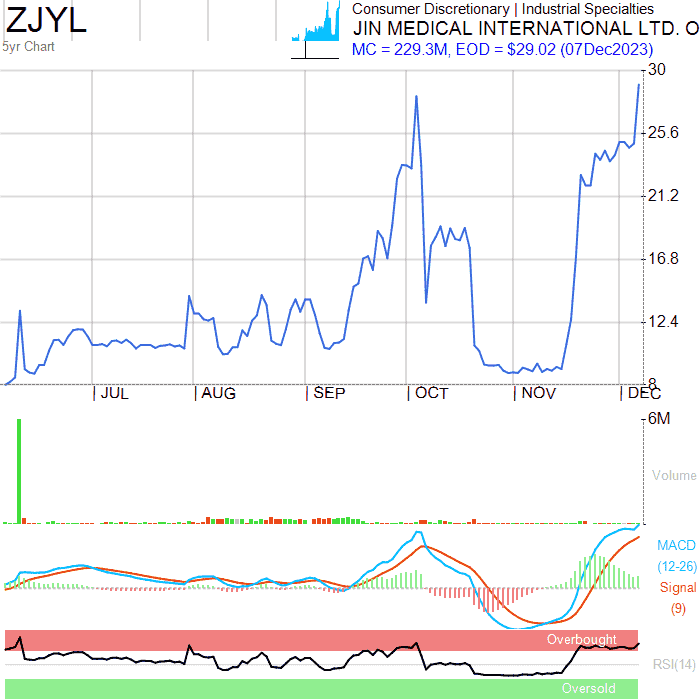 ZJYL
5yr Chart
Consumer Discretionary | Industrial Specialties
JIN MEDICAL INTERNATIONAL LTD. O
MC = 229.3M, EOD = $29.02 (07Dec2023)
30
25.6
21.2
16.8
12.4
8
JUL AUG SEP OCT NOV DEC
6M
Volume
MACD
(12-26)
Signal
(9)
Overbought
RSI(14)
Oversold